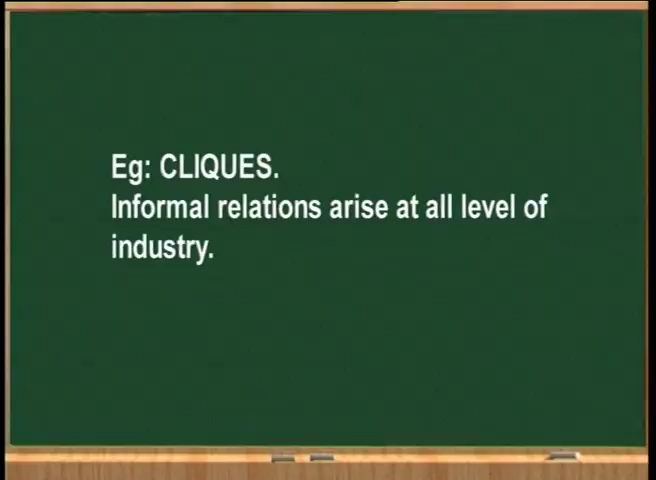 Eg: CLIQUES.
Informal relations arise at all level of
industry.